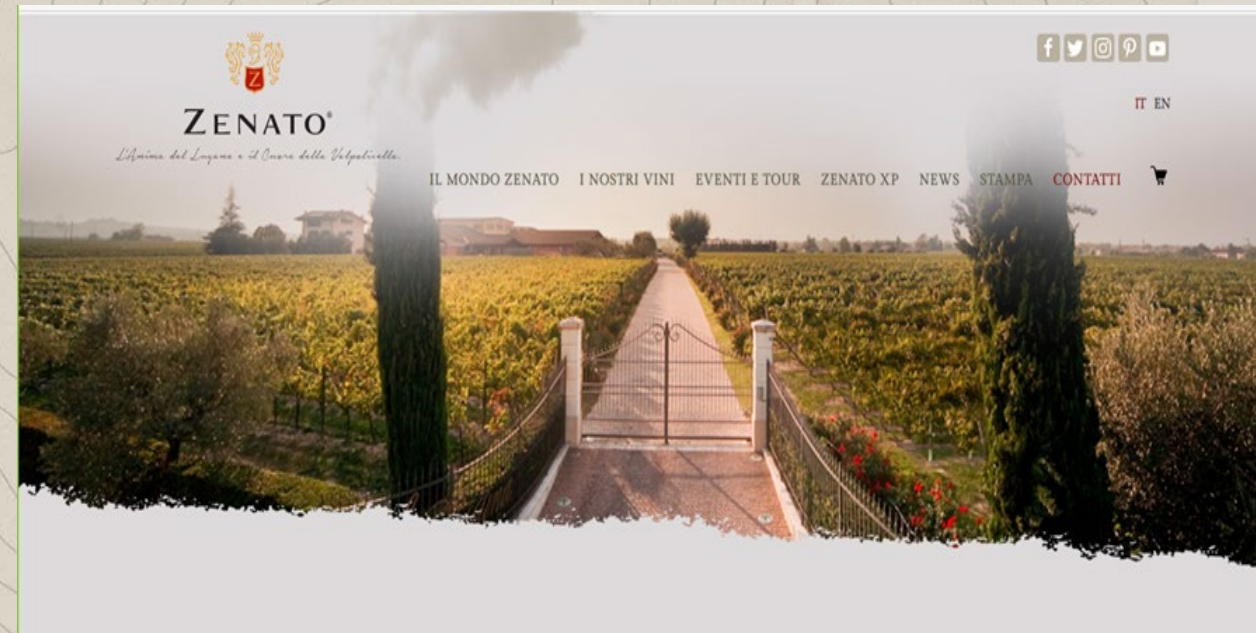 Z
ZENATO®
L'Anima del Lugana e il Cuore della Valpolicella.
IT EN
IL MONDO ZENATO I NOSTRI VINI EVENTI E TOUR ZENATO XP NEWS STAMPA CONTATTI